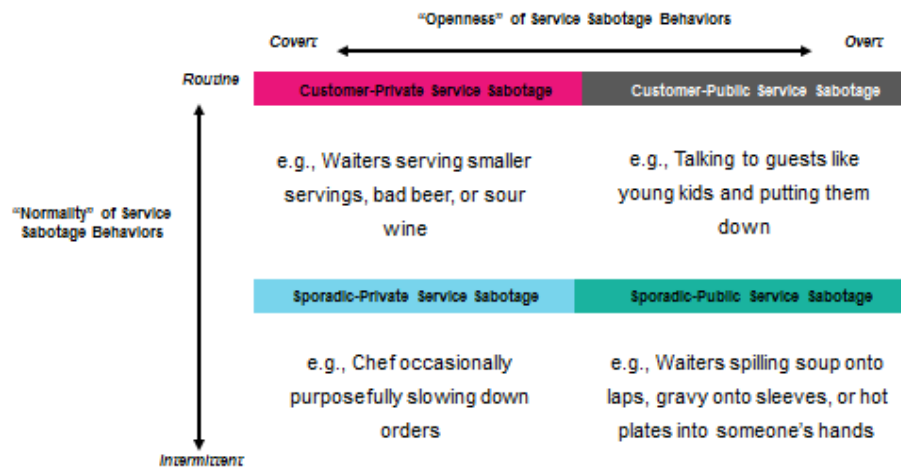 "Openness" of Service Sabotage Behaviors
Covert
Overt
Routine
Customer-Private Service Sabotage
Customer-Public Service Sabotage
e.g., Waiters serving smaller
servings, bad beer, or sour
wine
e.g., Talking to guests like
young kids and putting them
down
"Normality" of Service
Sabotage Behaviors
Sporadic-Private Service Sabotage
Sporadic-Public Service Sabotage
e.g., Chef occasionally
purposefully slowing down
orders
e.g., Waiters spilling soup onto
laps, gravy onto sleeves, or hot
plates into someone's hands
Intermittent